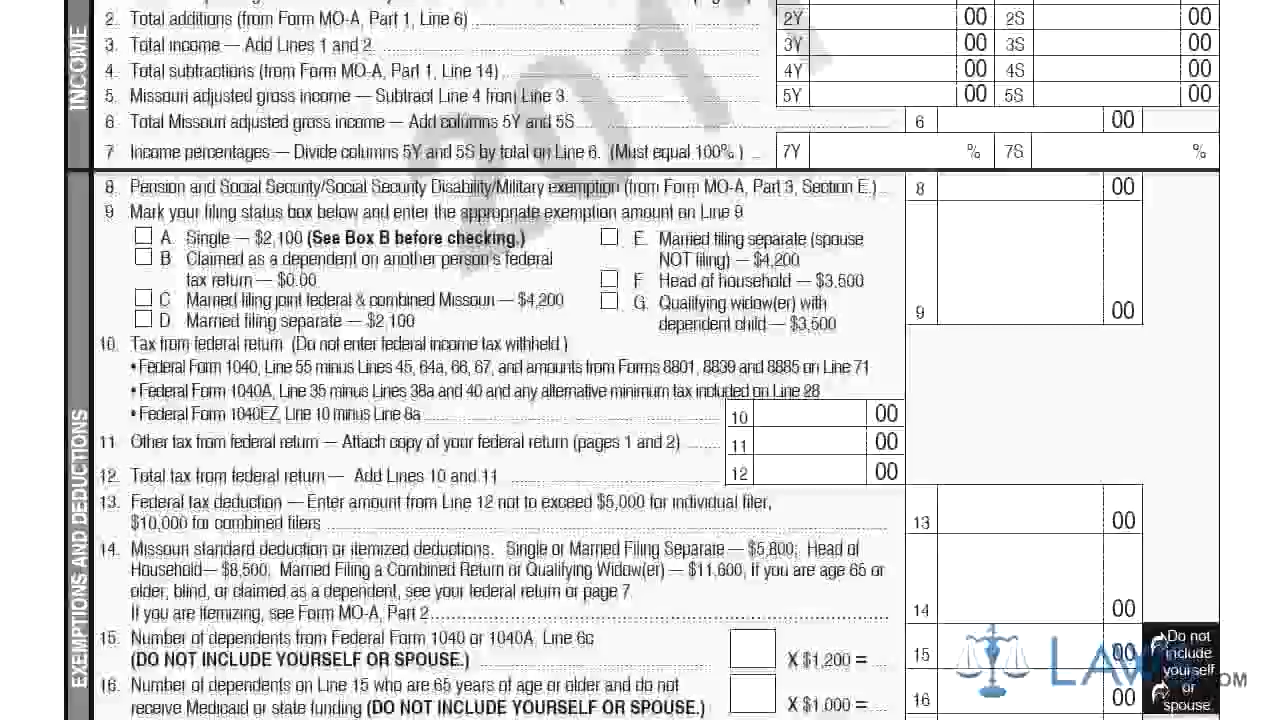 INCOME
2. Total additions (from Form MO-A, Part 1, Line 6) 2Y 00 2S 00
3. Total income — Add Lines 1 and 2. 3Y 00 3S 00
4. Total subtractions (from Form MO-A, Part 1, Line 14) 4Y 00 4S 00
5. Missouri adjusted gross income — Subtract Line 4 from Line 3. 5Y 00 5S 00
6. Total Missouri adjusted gross income — Add columns 5Y and 5S 6 00
7 Income percentages — Divide columns 5Y and 5S by total on Line 6. (Must equal 100%.) 7Y % 7S %
EXEMPTIONS AND DEDUCTIONS
8. Pension and Social Security/Social Security Disability/Military exemption (from Form MO-A, Part 3, Section E.) 8 00
9 Mark your filing status box below and enter the appropriate exemption amount on Line 9
A Single — $2,100 (See Box B before checking.)
B Claimed as a dependent on another person's federal
tax return — $0.00
C Married filing joint federal & combined Missouri — $4,200
D Married filing separate — $2,100
E Married filing separate (spouse
NOT filing) — $4,200
F Head of household — $3,500
G. Qualifying widow(er) with
dependent child — $3,500
9 00
10. Tax from federal return (Do not enter federal income tax withheld.)
• Federal Form 1040, Line 55 minus Lines 45, 64a, 66, 67, and amounts from Forms 8801, 8839 and 8885 on Line 71
• Federal Form 1040A, Line 35 minus Lines 38a and 40 and any alternative minimum tax included on Line 28
• Federal Form 1040EZ, Line 10 minus Line 8a 10 00
11. Other tax from federal return — Attach copy of your federal return (pages 1 and 2) 11 00
12. Total tax from federal return — Add Lines 10 and 11 12 00
13. Federal tax deduction — Enter amount from Line 12 not to exceed $5,000 for individual filer,
$10,000 for combined filers 13 00
14. Missouri standard deduction or itemized deductions. Single or Married Filing Separate — $5,800; Head of
Household— $8,500, Married Filing a Combined Return or Qualifying Widow(er) — $11,600, If you are age 65 or
older, blind, or claimed as a dependent, see your federal return or page 7
If you are itemizing, see Form MO-A, Part 2 14 00
15. Number of dependents from Federal Form 1040 or 1040A, Line 6c
(DO NOT INCLUDE YOURSELF OR SPOUSE.) X $1,200 = 15 00
16. Number of dependents on Line 15 who are 65 years of age or older and do not
receive Medicaid or state funding (DO NOT INCLUDE YOURSELF OR SPOUSE.) X $1,000 = 16 00
Do not
include
yourself
or
spouse.